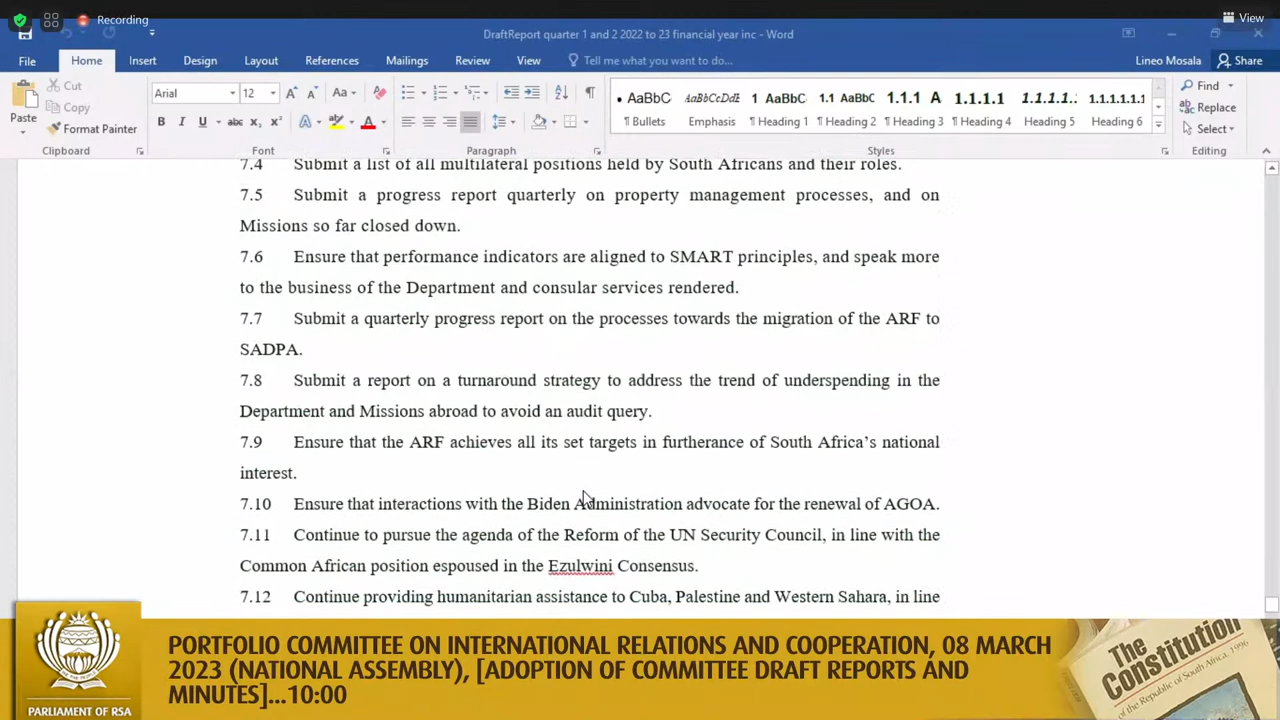 Recording
View
DraftReport quarter 1 and 2 2022 to 23 financial year inc - Word
File Home Insert Design Layout References Mailings Review View Tell me what you want to do... Lineo Mosala Share
Paste Cut Copy Format Painter Clipboard
Arial 12 Aa B I U abc x₂ x² A A Font
Paragraph
AaBbC AaBbCcDdE 1 AaBbC 1.1 AaBbC 1.1.1 A 1.1.1.1 1.1.1.1. 1.1.1.1.1
¶ Bullets Emphasis ¶ Heading 1 ¶ Heading 2 ¶ Heading 3 ¶ Heading 4 ¶ Heading 5 ¶ Heading 6
Styles
Find Replace Select Editing
7.4 Submit a list of all multilateral positions held by South Africans and their roles.
7.5 Submit a progress report quarterly on property management processes, and on
Missions so far closed down.
7.6 Ensure that performance indicators are aligned to SMART principles, and speak more
to the business of the Department and consular services rendered.
7.7 Submit a quarterly progress report on the processes towards the migration of the ARF to
SADPA.
7.8 Submit a report on a turnaround strategy to address the trend of underspending in the
Department and Missions abroad to avoid an audit query.
7.9 Ensure that the ARF achieves all its set targets in furtherance of South Africa's national
interest.
7.10 Ensure that interactions with the Biden Administration advocate for the renewal of AGOA.
7.11 Continue to pursue the agenda of the Reform of the UN Security Council, in line with the
Common African position espoused in the Ezulwini Consensus.
7.12 Continue providing humanitarian assistance to Cuba, Palestine and Western Sahara, in line
PORTFOLIO COMMITTEE ON INTERNATIONAL RELATIONS AND COOPERATION, 08 MARCH
2023 (NATIONAL ASSEMBLY), [ADOPTION OF COMMITTEE DRAFT REPORTS AND
MINUTES]...10:00
PARLIAMENT OF RSA
The
Constitution
of the Republic of South Africa, 1996